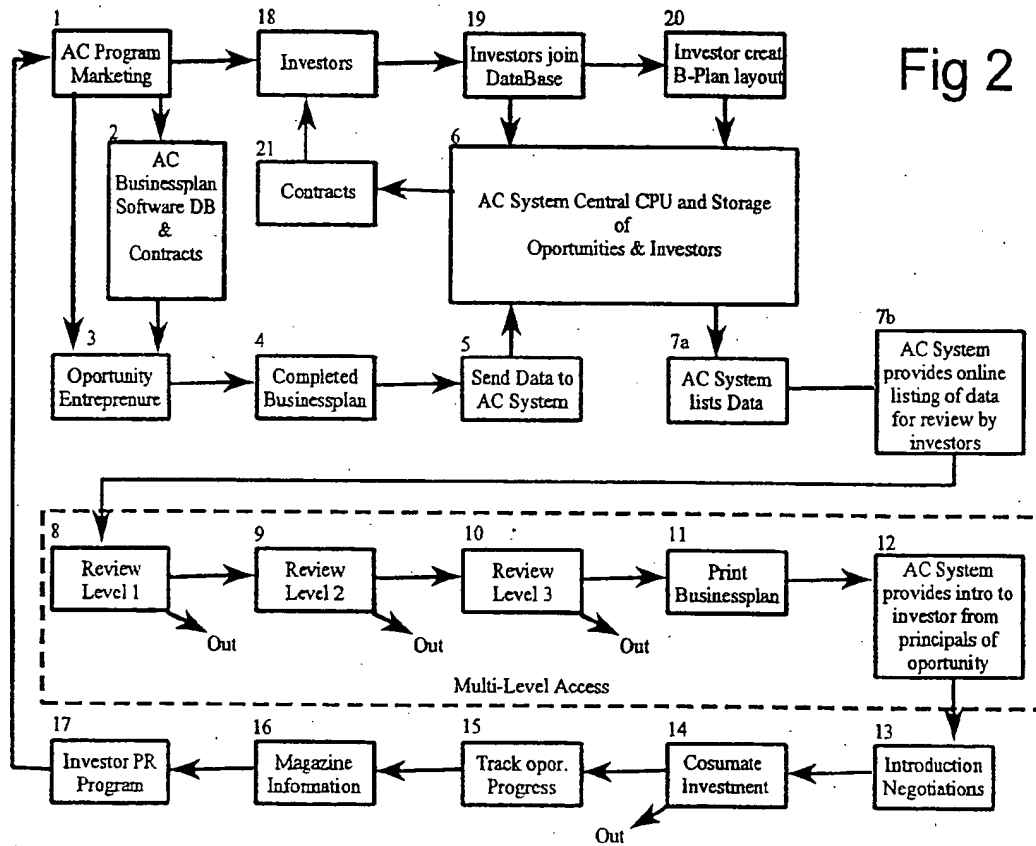 Fig 2
1
AC Program
Marketing
18
Investors
19
Investors join
DataBase
20
Investor creat
B-Plan layout
2
AC
Businessplan
Software DB
&
Contracts
21
Contracts
6
AC System Central CPU and Storage
of
Oportunities & Investors
3
Oportunity
Entreprenure
4
Completed
Businessplan
5
Send Data to
AC System
7a
AC System
lists Data
7b
AC System
provides online
listing of data
for review by
investors
8
Review
Level 1
Out
9
Review
Level 2
Out
10
Review
Level 3
Out
11
Print
Businessplan
12
AC System
provides intro to
investor from
principals of
oportunity
Multi-Level Access
17
Investor PR
Program
16
Magazine
Information
15
Track opor.
Progress
14
Cosumate
Investment
Out
13
Introduction
Negotiations